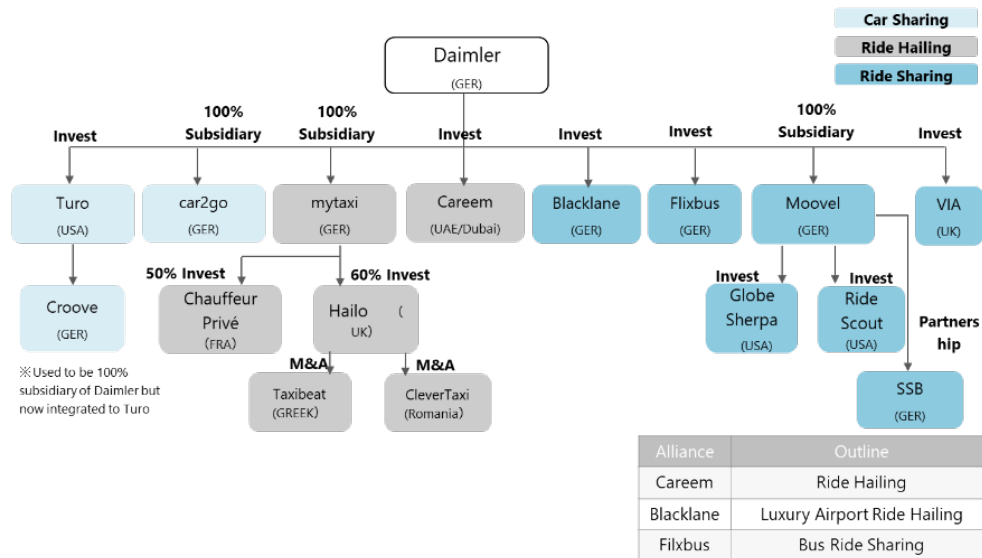 Car Sharing
Ride Hailing
Ride Sharing
Daimler
(GER)
Invest
100%
Subsidiary
100%
Subsidiary
Invest
Invest
Invest
100%
Subsidiary
Invest
Turo
(USA)
car2go
(GER)
mytaxi
(GER)
Careem
(UAE/Dubai)
Blacklane
(GER)
Flixbus
(GER)
Moovel
(GER)
VIA
(UK)
50% Invest
60% Invest
Invest
Invest
Croove
(GER)
Chauffeur
Privé
(FRA)
Hailo (
UK)
Globe
Sherpa
(USA)
Ride
Scout
(USA)
Partners
hip
※Used to be 100%
subsidiary of Daimler but
now integrated to Turo
M&A
M&A
Taxibeat
(GREEK)
CleverTaxi
(Romania)
SSB
(GER)
Alliance Outline
Careem Ride Hailing
Blacklane Luxury Airport Ride Hailing
Filxbus Bus Ride Sharing